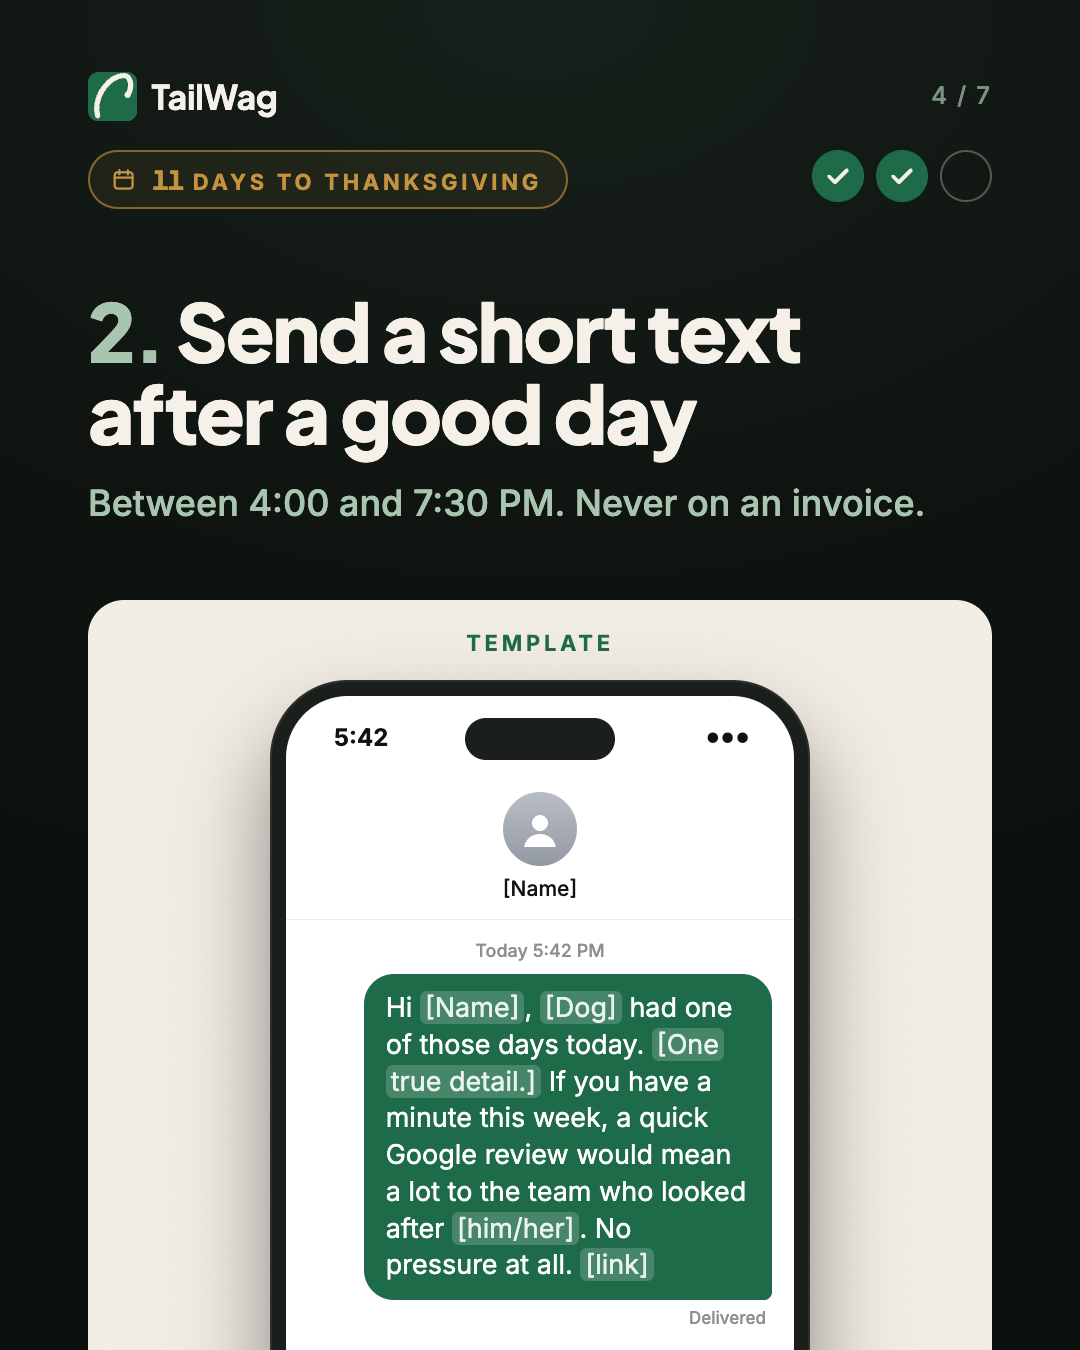 TailWag
4 / 7
11 DAYS TO THANKSGIVING
2. Send a short text
after a good day
Between 4:00 and 7:30 PM. Never on an invoice.
TEMPLATE
5:42
[Name]
Today 5:42 PM
Hi [Name], [Dog] had one
of those days today. [One
true detail.] If you have a
minute this week, a quick
Google review would mean
a lot to the team who looked
after [him/her]. No
pressure at all. [link]
Delivered